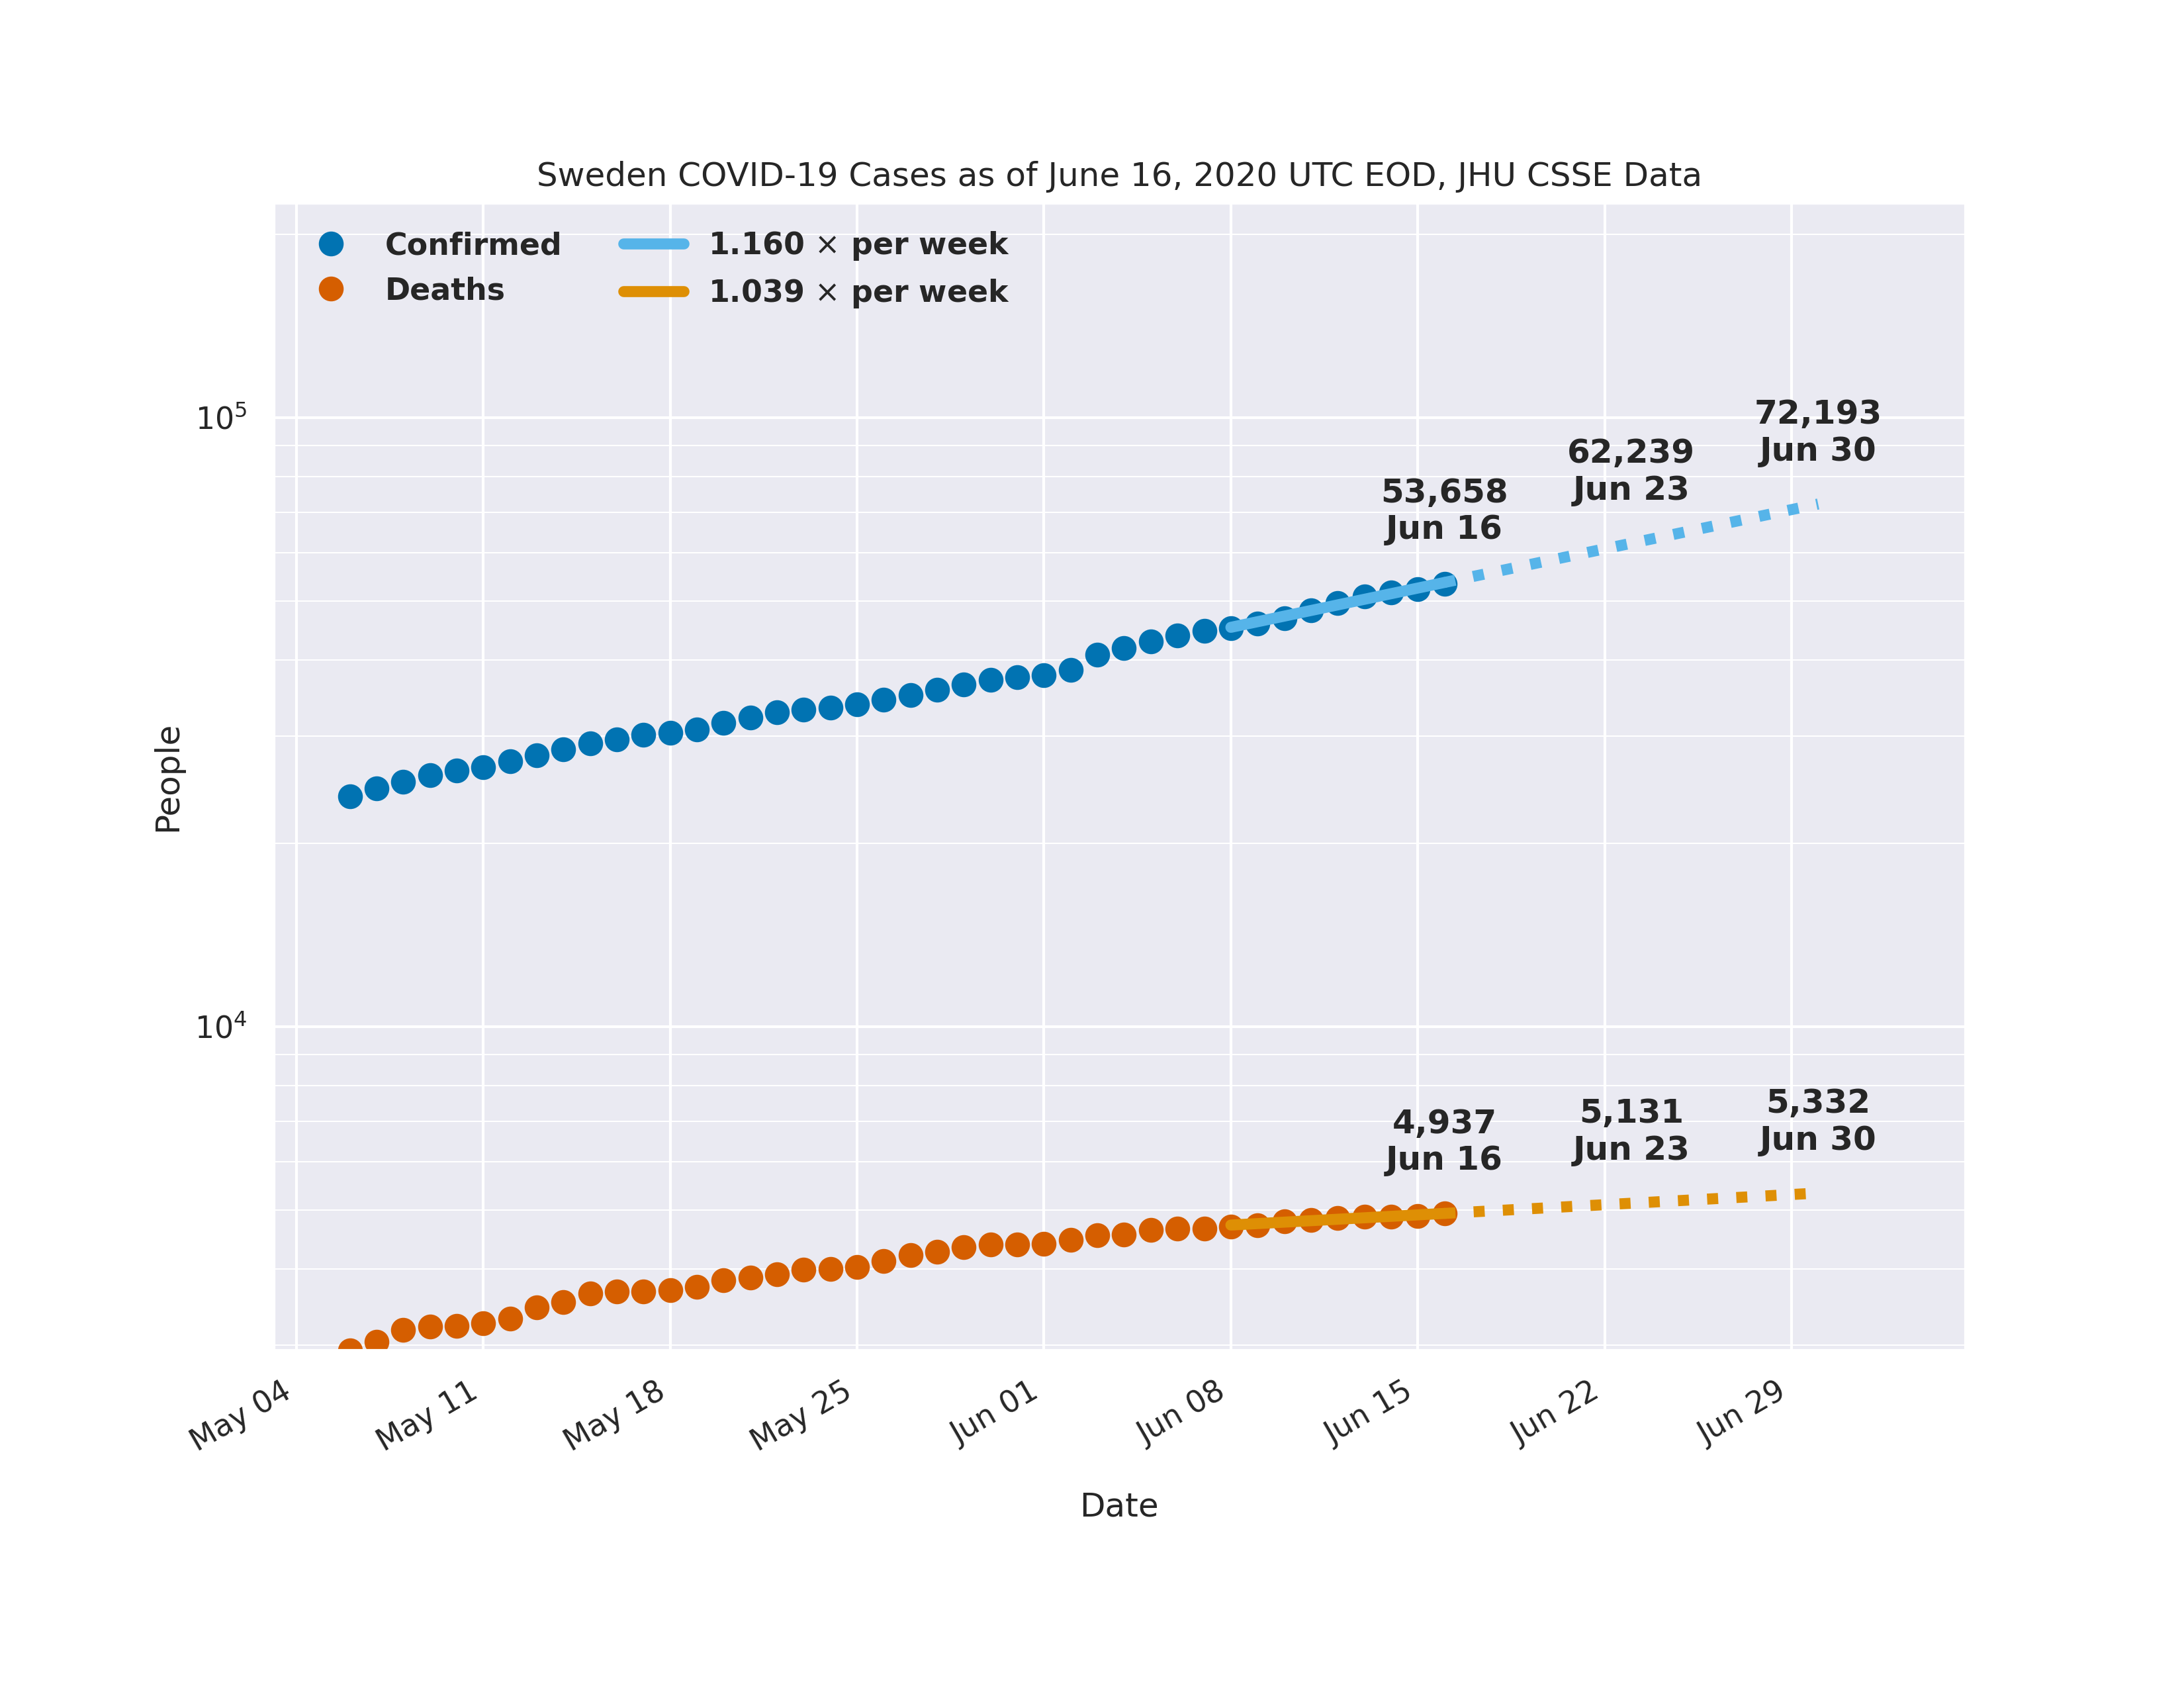 Sweden COVID-19 Cases as of June 16, 2020 UTC EOD, JHU CSSE Data
Confirmed
Deaths
1.160 × per week
1.039 × per week
10⁵
10⁴
People
53,658
Jun 16
62,239
Jun 23
72,193
Jun 30
4,937
Jun 16
5,131
Jun 23
5,332
Jun 30
May 04
May 11
May 18
May 25
Jun 01
Jun 08
Jun 15
Jun 22
Jun 29
Date